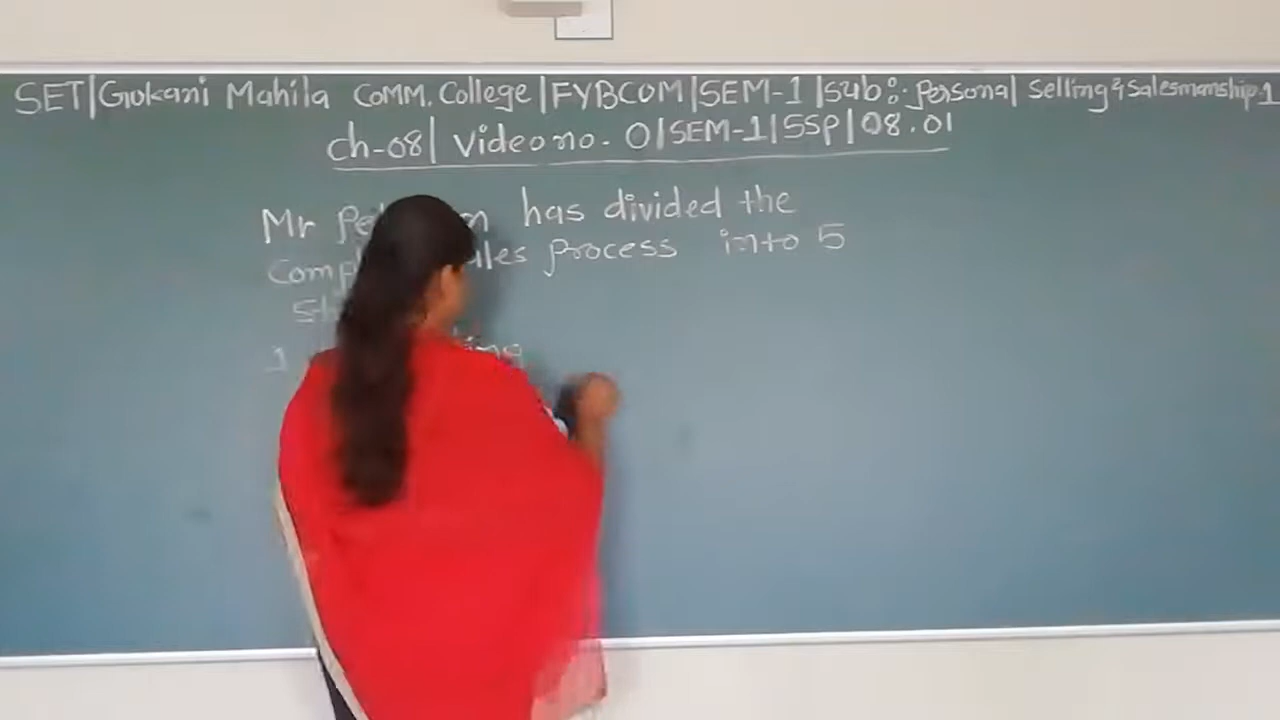 SET|Gokani Mahila Comm. College|FYBCOM|SEM-1|Sub:. Personal Selling & Salesmanship-1
ch-08| Video no. 0|SEM-1|SSP|08.01
Mr has divided the
process into 5
1